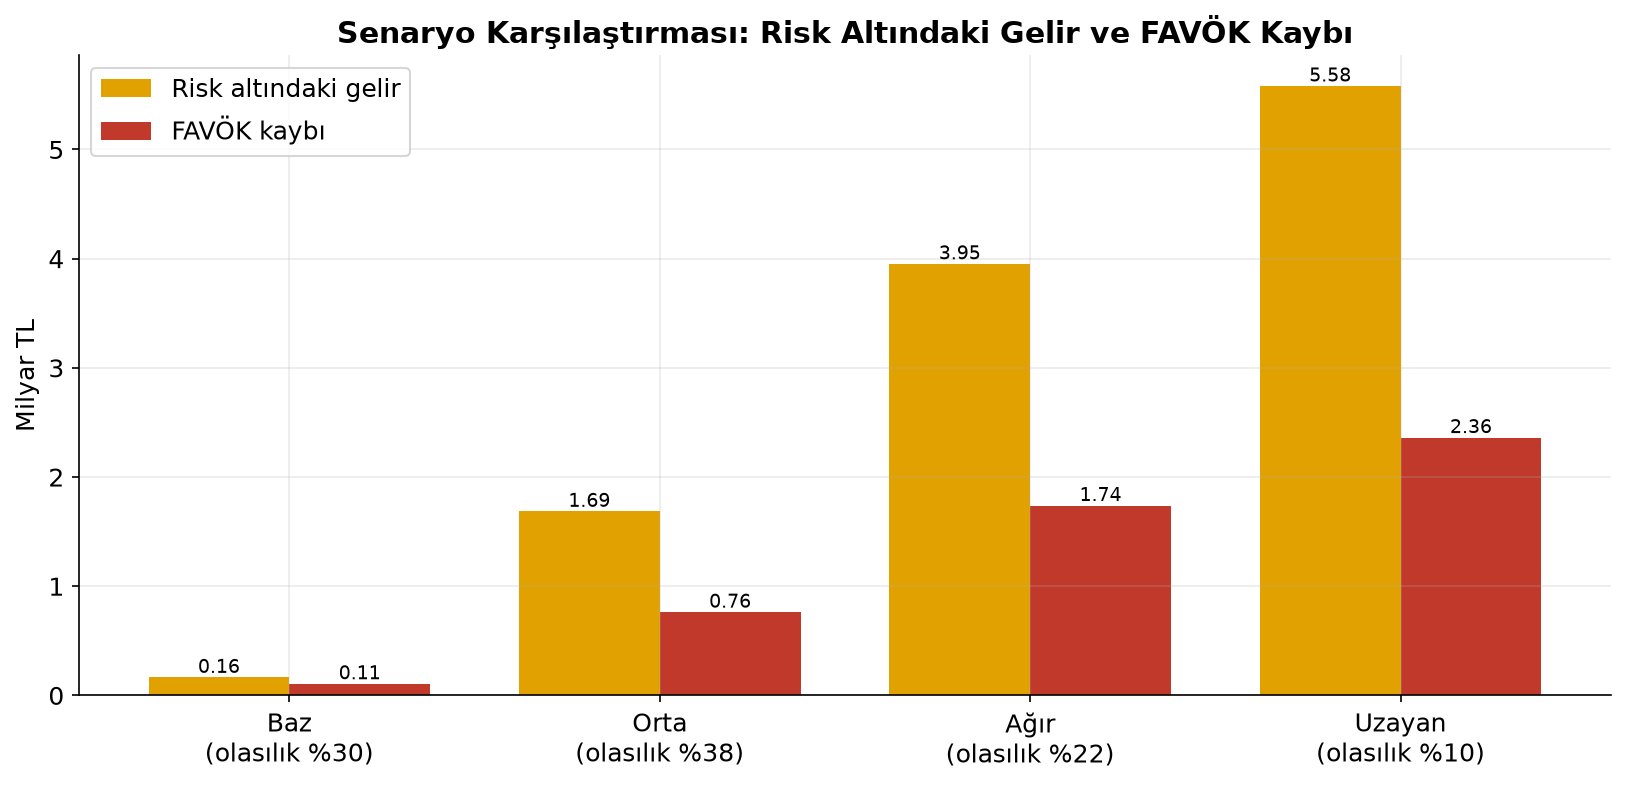 Senaryo Karşılaştırması: Risk Altındaki Gelir ve FAVÖK Kaybı
Risk altındaki gelir
FAVÖK kaybı
Milyar TL
5
4
3
2
1
0
0.16
0.11
1.69
0.76
3.95
1.74
5.58
2.36
Baz
(olasılık %30)
Orta
(olasılık %38)
Ağır
(olasılık %22)
Uzayan
(olasılık %10)